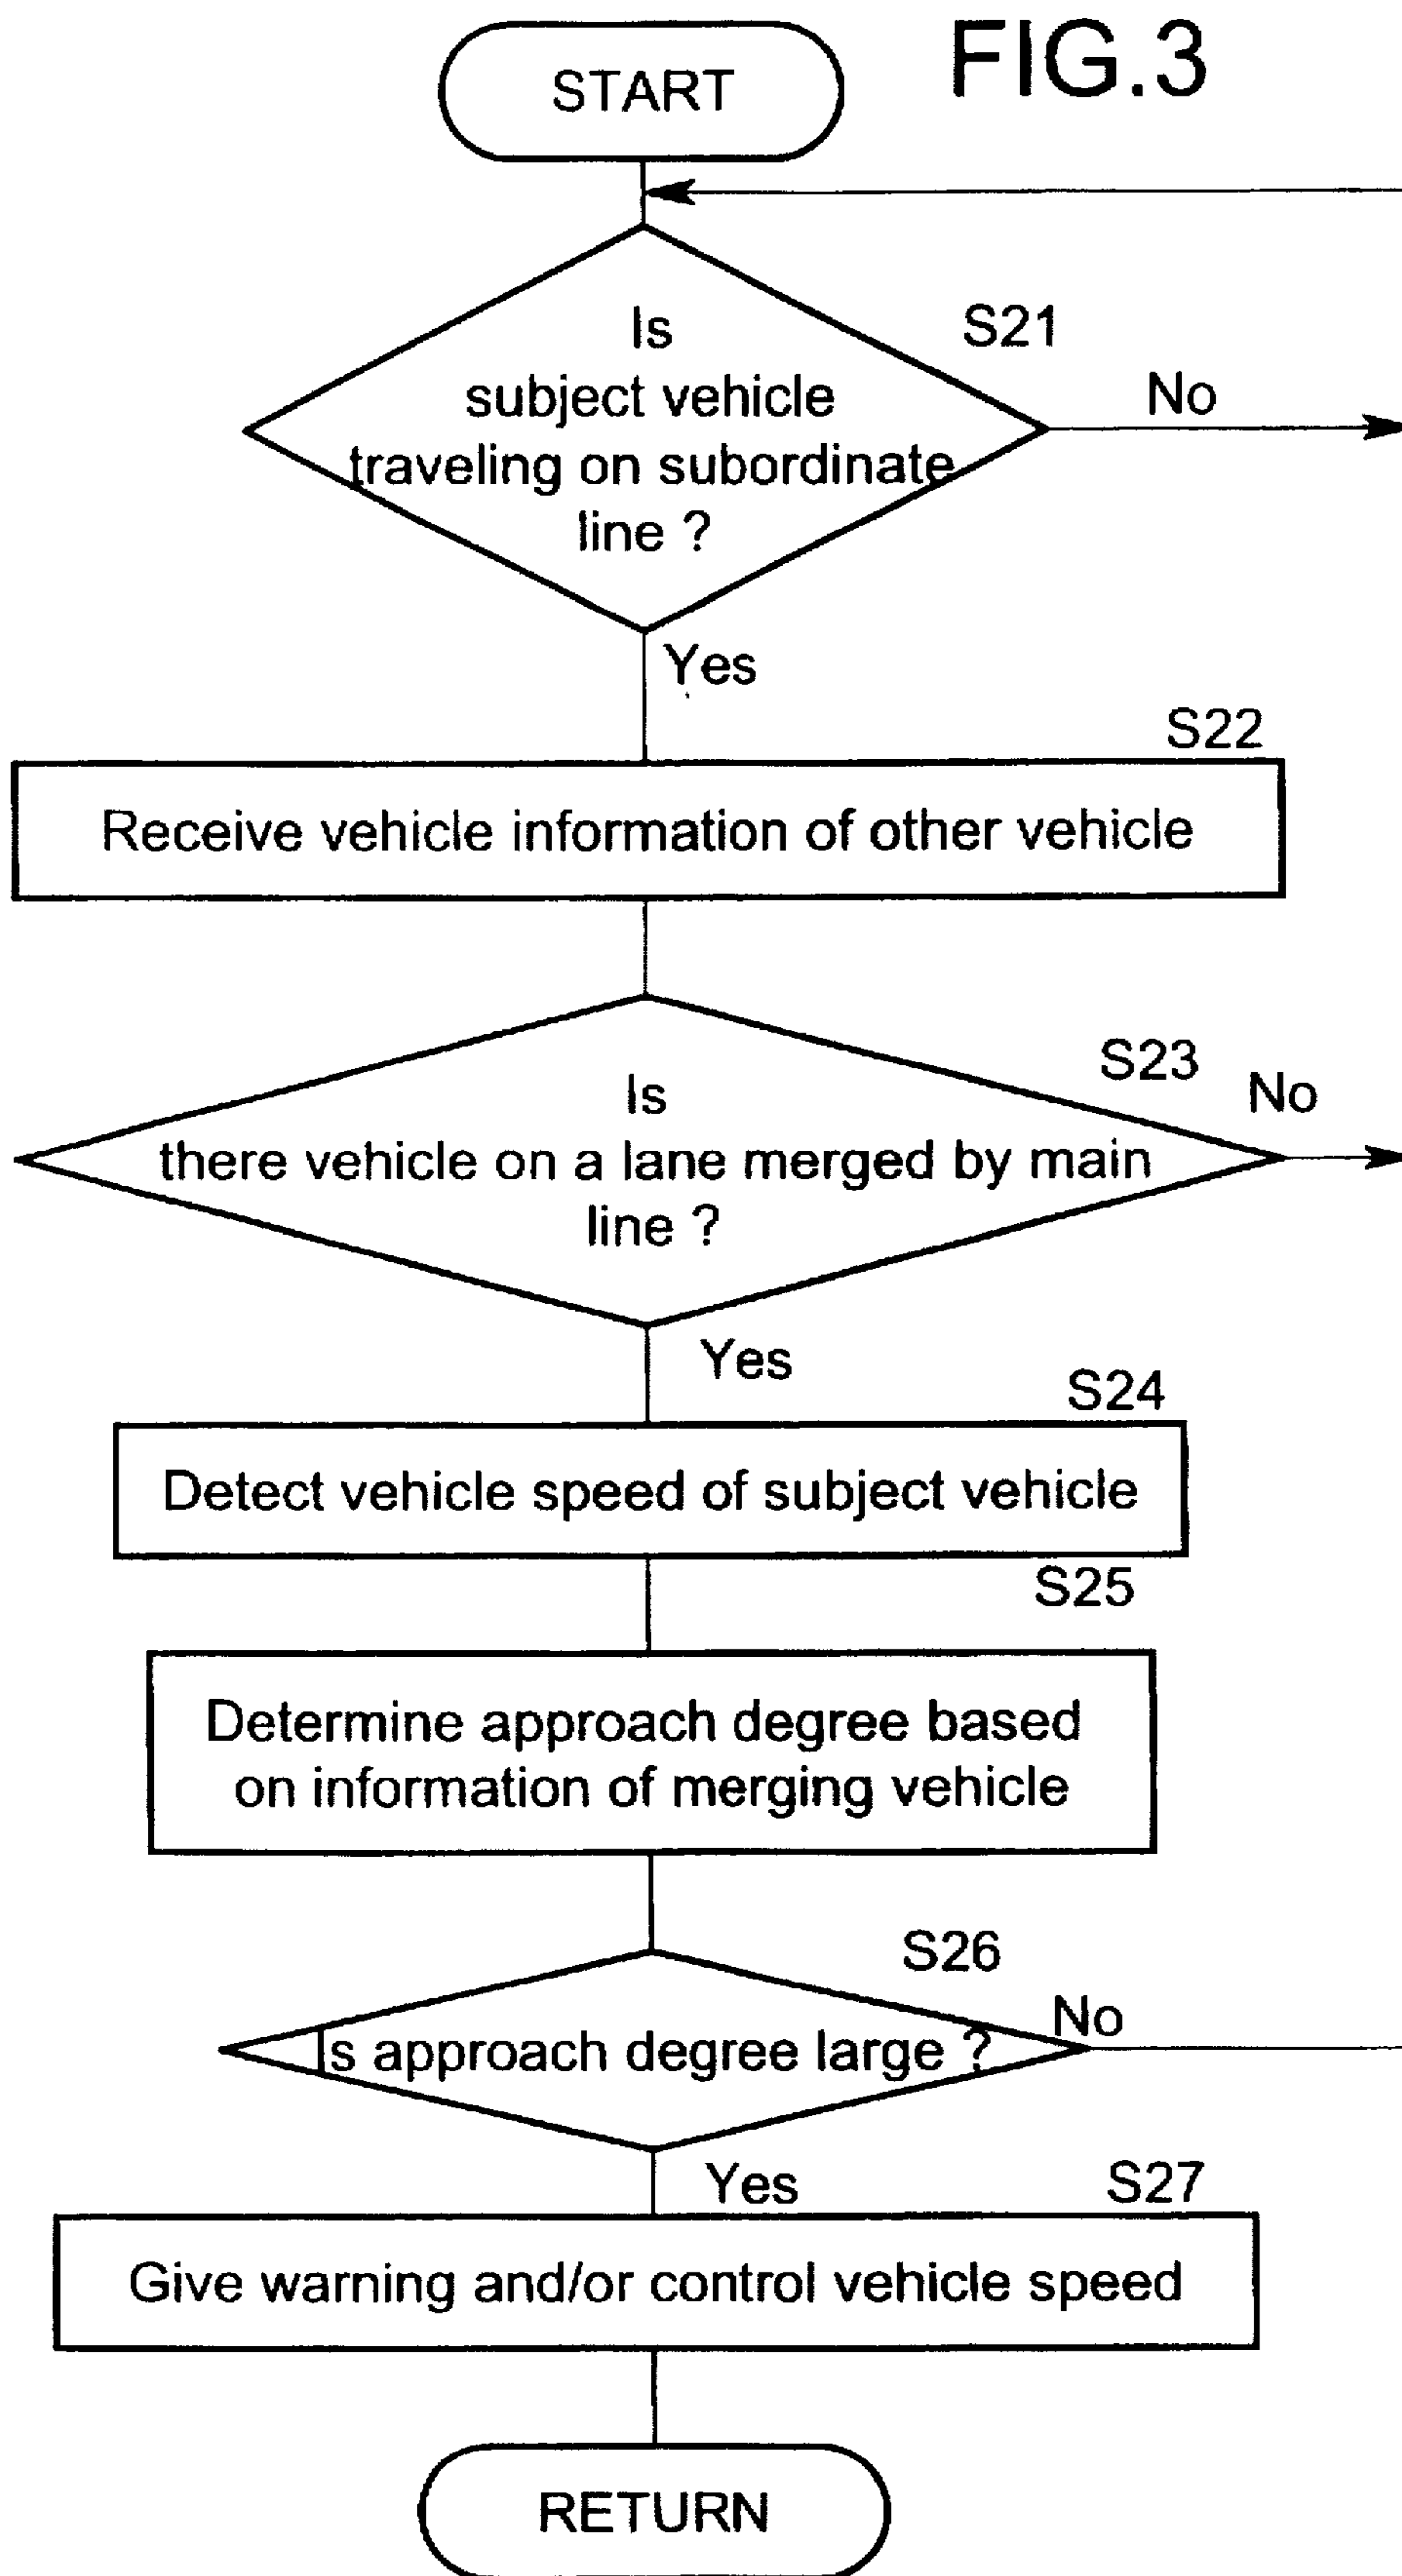 FIG.3
START
Is
subject vehicle
traveling on subordinate
line ?
S21
No
Yes
S22
Receive vehicle information of other vehicle
Is
there vehicle on a lane merged by main
line ?
S23
No
Yes
S24
Detect vehicle speed of subject vehicle
S25
Determine approach degree based
on information of merging vehicle
S26
Is approach degree large ?
No
Yes
S27
Give warning and/or control vehicle speed
RETURN